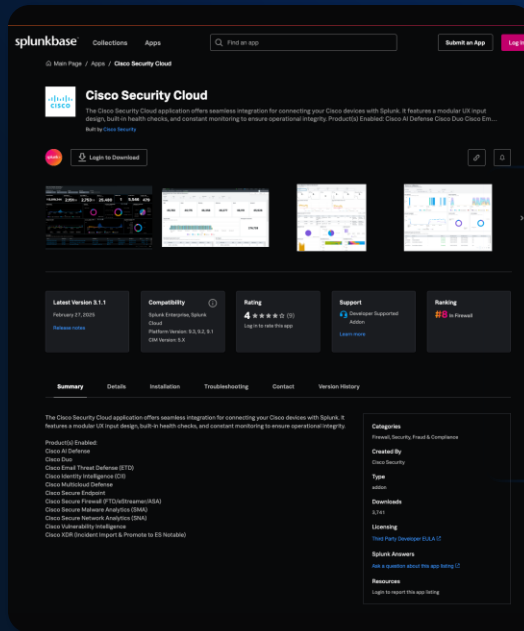 splunkbase
Collections
Apps
Find an app
Submit an App
Log In
Main Page / Apps / Cisco Security Cloud
CISCO
Cisco Security Cloud
The Cisco Security Cloud application offers seamless integration for connecting your Cisco devices with Splunk. It features a modular UX input
design, built-in health checks, and constant monitoring to ensure operational integrity. Product(s) Enabled: Cisco AI Defense Cisco Duo Cisco Em...
Built by Cisco Security
splunk>
Login to Download
Latest Version 3.1.1
February 27, 2025
Release notes
Compatibility
Splunk Enterprise, Splunk
Cloud
Platform Version: 9.3, 9.2, 9.1
CIM Version: 5.X
Rating
4 ★★★★☆ (9)
Log in to rate this app
Support
Developer Supported
Addon
Learn more
Ranking
#8 in Firewall
Summary
Details
Installation
Troubleshooting
Contact
Version History
The Cisco Security Cloud application offers seamless integration for connecting your Cisco devices with Splunk. It
features a modular UX input design, built-in health checks, and constant monitoring to ensure operational integrity.
Product(s) Enabled:
Cisco AI Defense
Cisco Duo
Cisco Email Threat Defense (ETD)
Cisco Identity Intelligence (CII)
Cisco Multicloud Defense
Cisco Secure Endpoint
Cisco Secure Firewall (FTD/eStreamer/ASA)
Cisco Secure Malware Analytics (SMA)
Cisco Secure Network Analytics (SNA)
Cisco Vulnerability Intelligence
Cisco XDR (Incident Import & Promote to ES Notable)
Categories
Firewall, Security, Fraud & Compliance
Created By
Cisco Security
Type
addon
Downloads
3,741
Licensing
Third Party Developer EULA
Splunk Answers
Ask a question about this app listing
Resources
Login to report this app listing